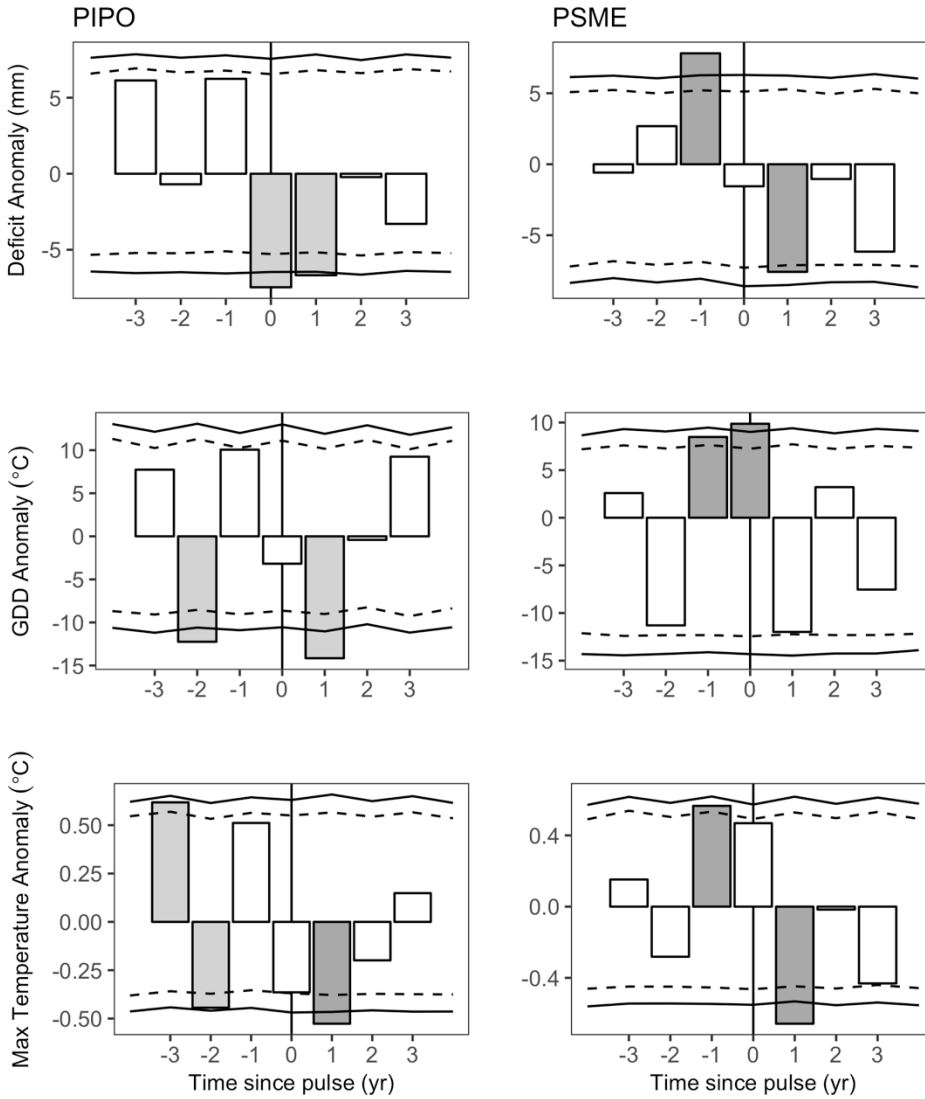 PIPO
PSME
Deficit Anomaly (mm)
5
0
-5
-3 -2 -1 0 1 2 3
5
0
-5
-3 -2 -1 0 1 2 3
GDD Anomaly (°C)
10
5
0
-5
-10
-15
-3 -2 -1 0 1 2 3
10
5
0
-5
-10
-15
-3 -2 -1 0 1 2 3
Max Temperature Anomaly (°C)
0.50
0.25
0.00
-0.25
-0.50
-3 -2 -1 0 1 2 3
Time since pulse (yr)
0.4
0.0
-0.4
-3 -2 -1 0 1 2 3
Time since pulse (yr)